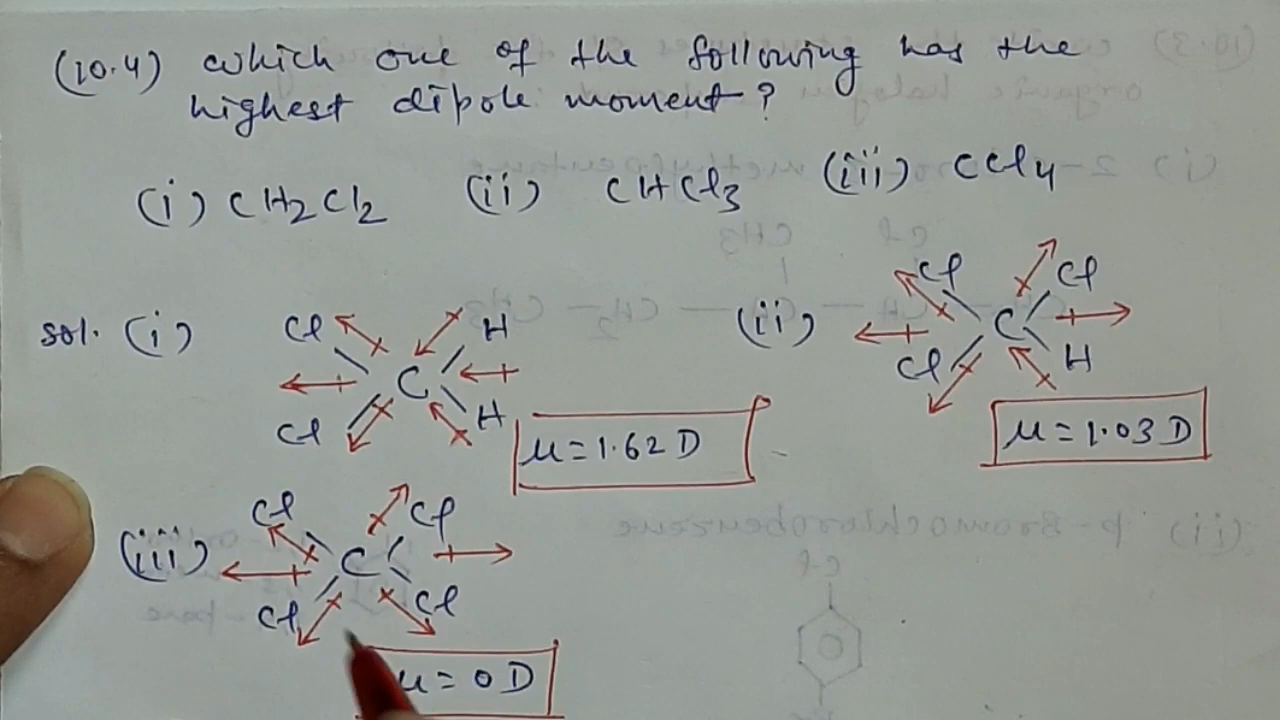 (10.4) which one of the following has the
highest dipole moment?
(i) CH2Cl2 (ii) CHCl3 (iii) CCl4
sol. (i)
Cl H
C
Cl H
μ=1.62 D
(ii)
Cl Cl
C
Cl H
μ=1.03 D
(iii)
Cl Cl
C
Cl Cl
μ= 0 D